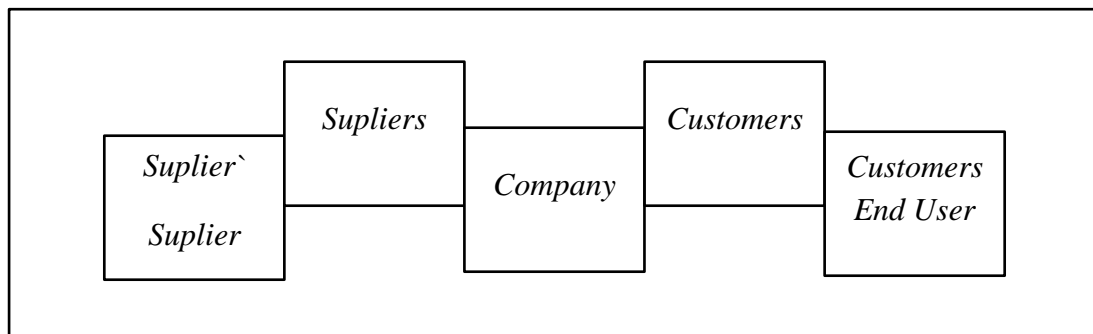 Suplier`
Suplier
Supliers
Company
Customers
Customers
End User